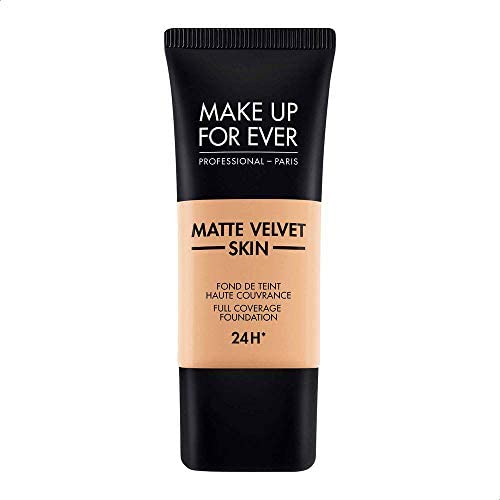 MAKE UP
FOR EVER
PROFESSIONAL – PARIS
MATTE VELVET
SKIN
FOND DE TEINT
HAUTE COUVRANCE
FULL COVERAGE
FOUNDATION
24H*